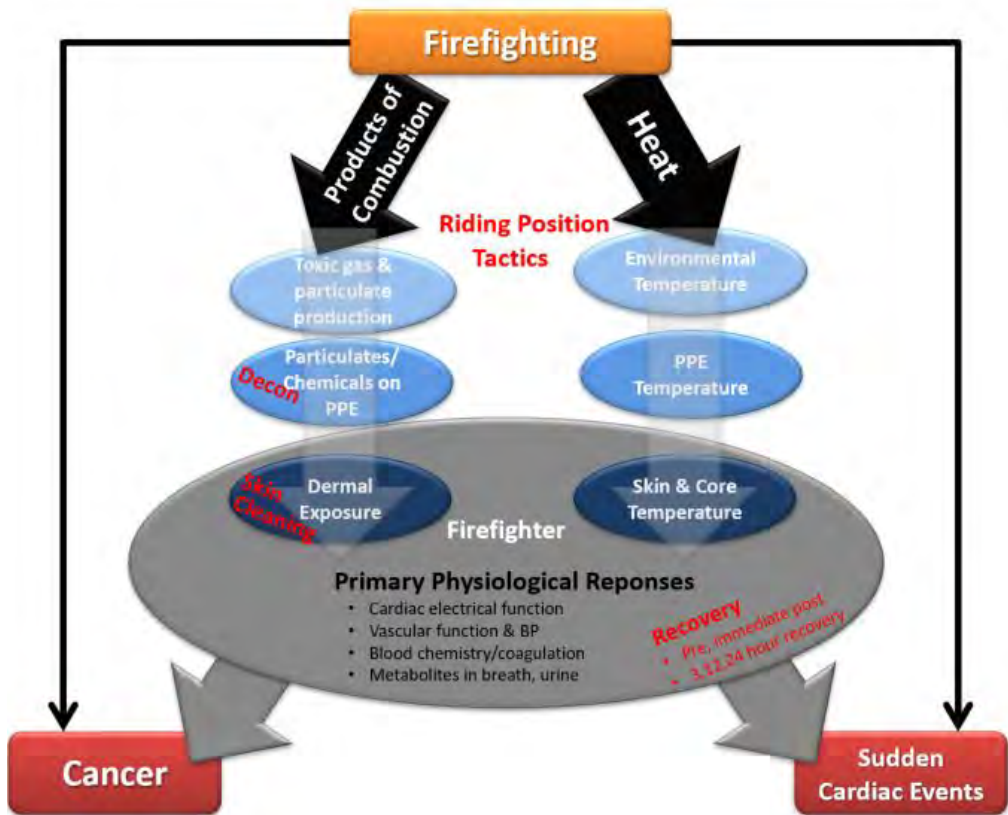 Firefighting
Products of
Combustion
Heat
Riding Position
Tactics
Toxic gas &
particulate
production
Environmental
Temperature
Decon
Particulates/
Chemicals on
PPE
PPE
Temperature
Skin
Cleaning
Dermal
Exposure
Skin & Core
Temperature
Firefighter
Primary Physiological Reponses
• Cardiac electrical function
• Vascular function & BP
• Blood chemistry/coagulation
• Metabolites in breath, urine
Recovery
• Pre, immediate post
• 3,12,24 hour recovery
Cancer
Sudden
Cardiac Events